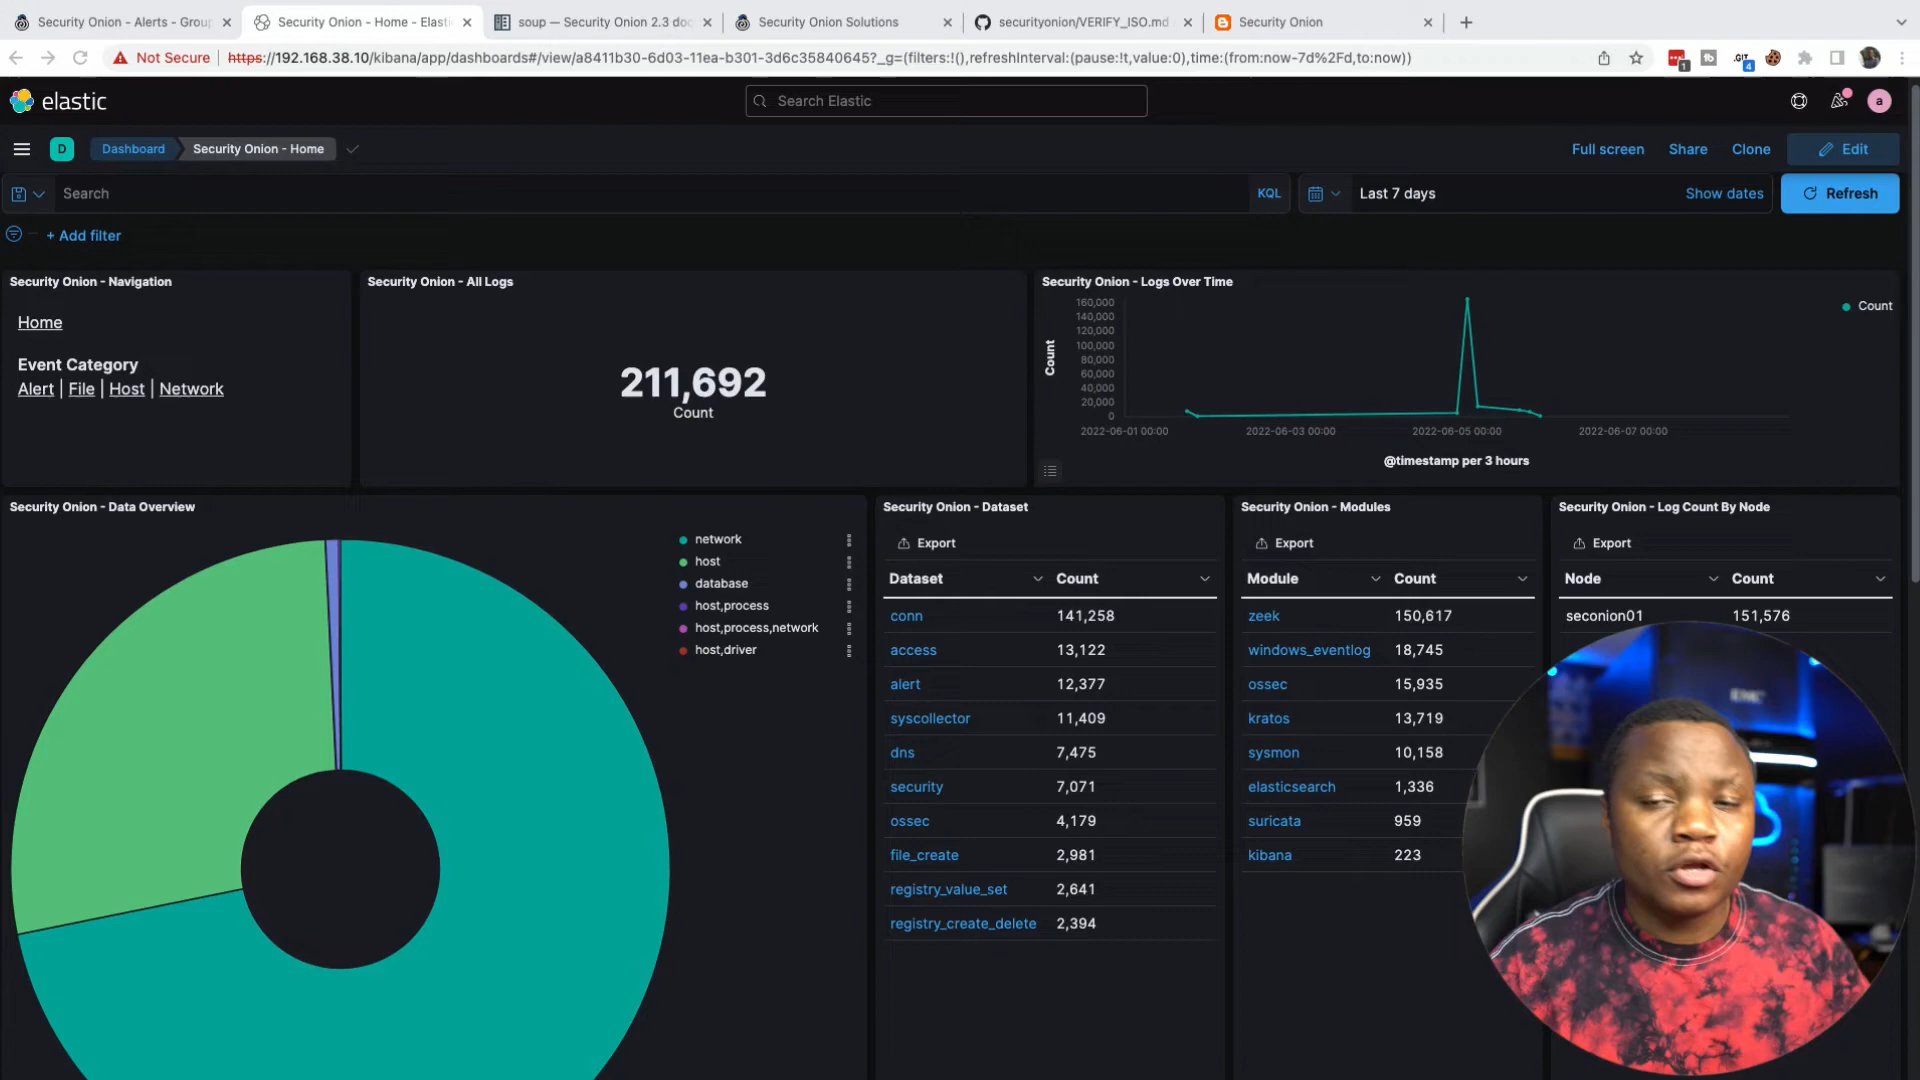 Security Onion - Alerts - Grou
Security Onion - Home - Elasti
soup — Security Onion 2.3 doc
Security Onion Solutions
securityonion/VERIFY_ISO.md
Security Onion
Not Secure
https://192.168.38.10/kibana/app/dashboards#/view/a8411b30-6d03-11ea-b301-3d6c35840645?_g=(filters:!(),refreshInterval:(pause:!t,value:0),time:(from:now-7d%2Fd,to:now))
1
GIT
4
elastic
Search Elastic
a
D
Dashboard
Security Onion - Home
Full screen
Share
Clone
Edit
Search
KQL
Last 7 days
Show dates
Refresh
+ Add filter
Security Onion - Navigation
Home
Event Category
Alert | File | Host | Network
Security Onion - All Logs
211,692
Count
Security Onion - Logs Over Time
Count
160,000
140,000
120,000
100,000
80,000
60,000
40,000
20,000
0
Count
2022-06-01 00:00
2022-06-03 00:00
2022-06-05 00:00
2022-06-07 00:00
@timestamp per 3 hours
Security Onion - Data Overview
network
host
database
host,process
host,process,network
host,driver
Security Onion - Dataset
Export
Dataset Count
conn 141,258
access 13,122
alert 12,377
syscollector 11,409
dns 7,475
security 7,071
ossec 4,179
file_create 2,981
registry_value_set 2,641
registry_create_delete 2,394
Security Onion - Modules
Export
Module Count
zeek 150,617
windows_eventlog 18,745
ossec 15,935
kratos 13,719
sysmon 10,158
elasticsearch 1,336
suricata 959
kibana 223
Security Onion - Log Count By Node
Export
Node Count
seconion01 151,576